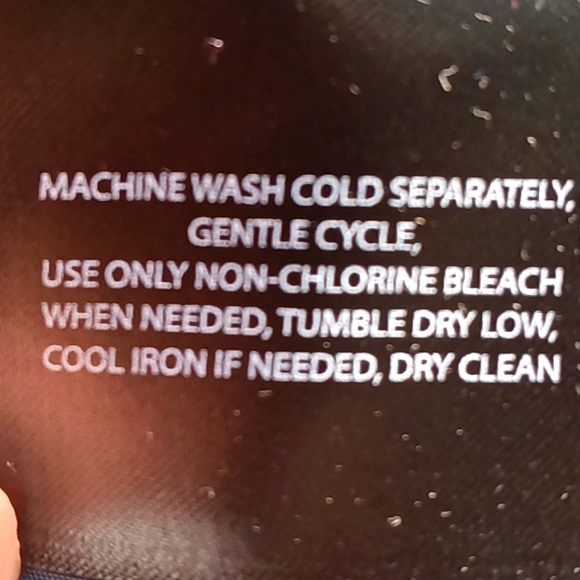 MACHINE WASH COLD SEPARATELY,
GENTLE CYCLE,
USE ONLY NON-CHLORINE BLEACH
WHEN NEEDED, TUMBLE DRY LOW,
COOL IRON IF NEEDED, DRY CLEAN